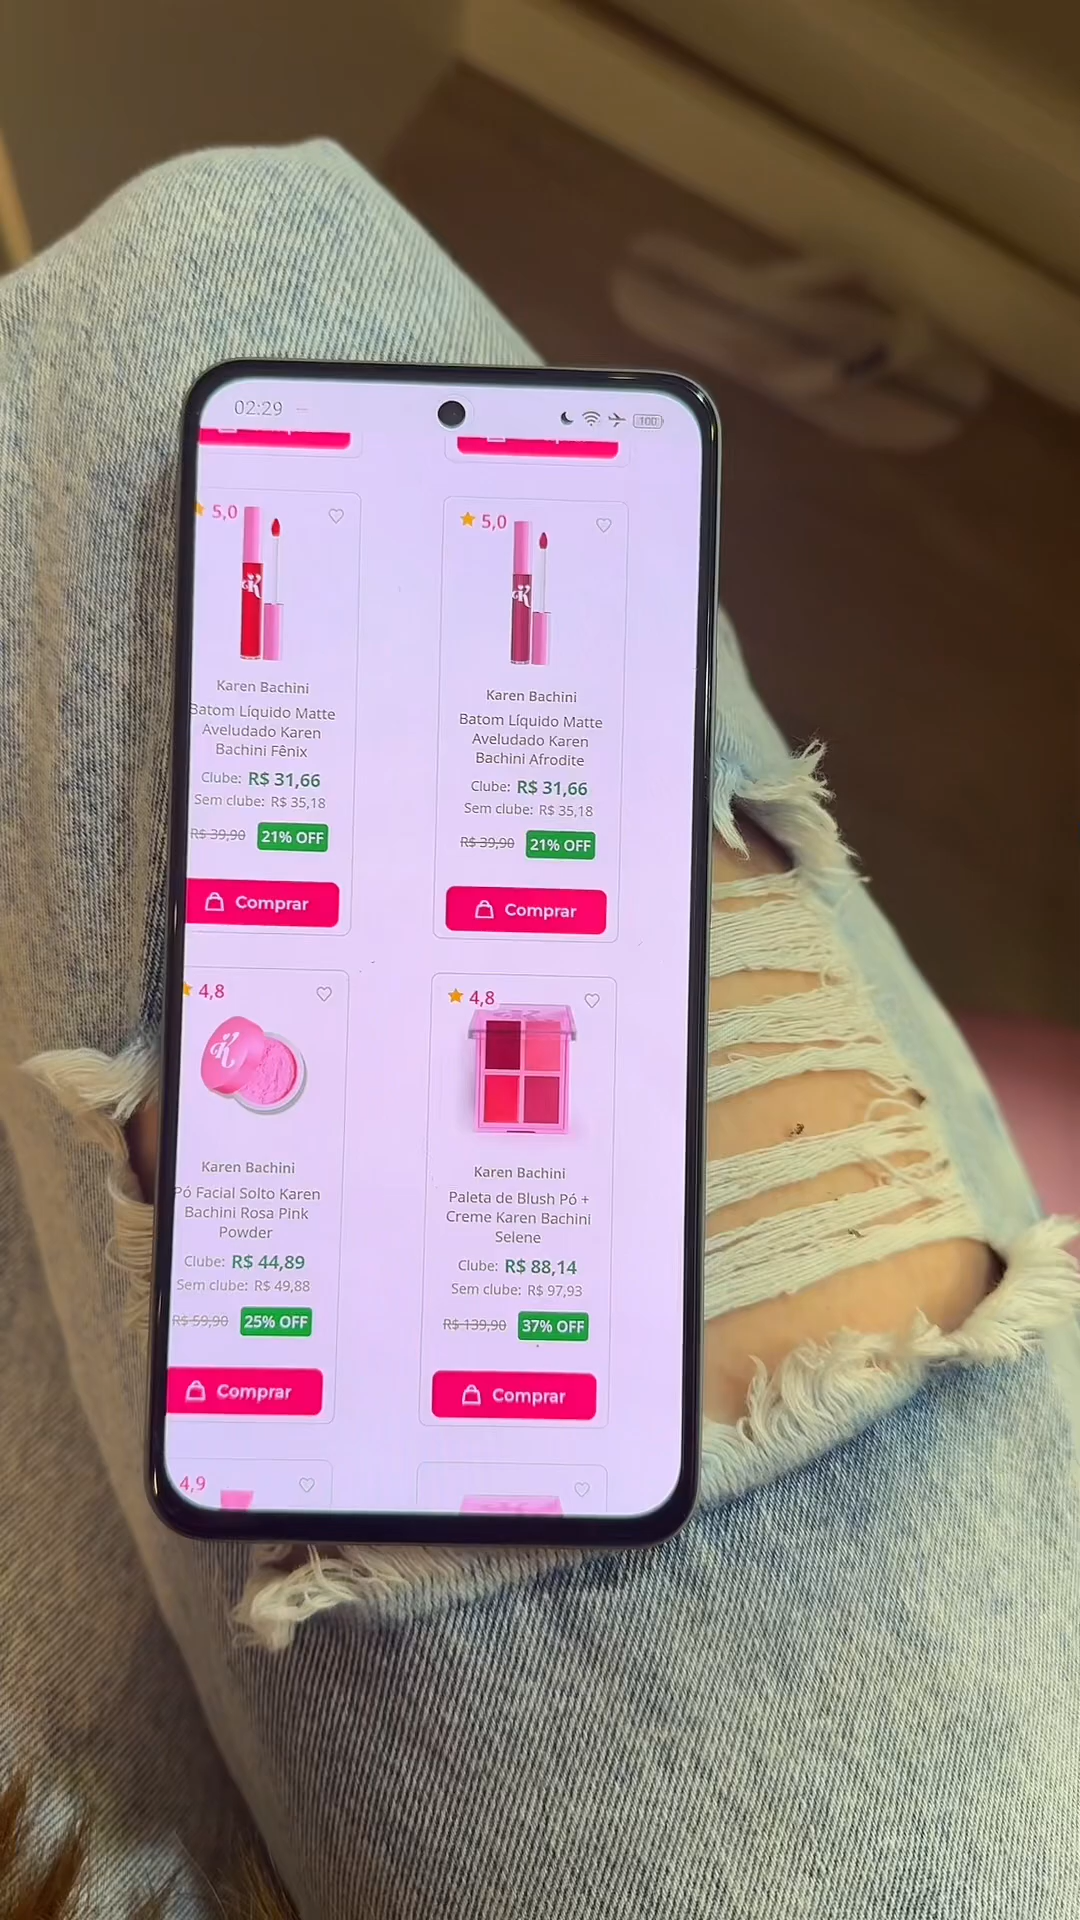 02:29
100
5,0
Karen Bachini
Batom Líquido Matte
Aveludado Karen
Bachini Fênix
Clube: R$ 31,66
Sem clube: R$ 35,18
R$ 39,90 21% OFF
Comprar
5,0
K
Karen Bachini
Batom Líquido Matte
Aveludado Karen
Bachini Afrodite
Clube: R$ 31,66
Sem clube: R$ 35,18
R$ 39,90 21% OFF
Comprar
4,8
K
Karen Bachini
Pó Facial Solto Karen
Bachini Rosa Pink
Powder
Clube: R$ 44,89
Sem clube: R$ 49,88
R$ 59,90 25% OFF
Comprar
4,8
Karen Bachini
Paleta de Blush Pó +
Creme Karen Bachini
Selene
Clube: R$ 88,14
Sem clube: R$ 97,93
R$ 139,90 37% OFF
Comprar
4,9